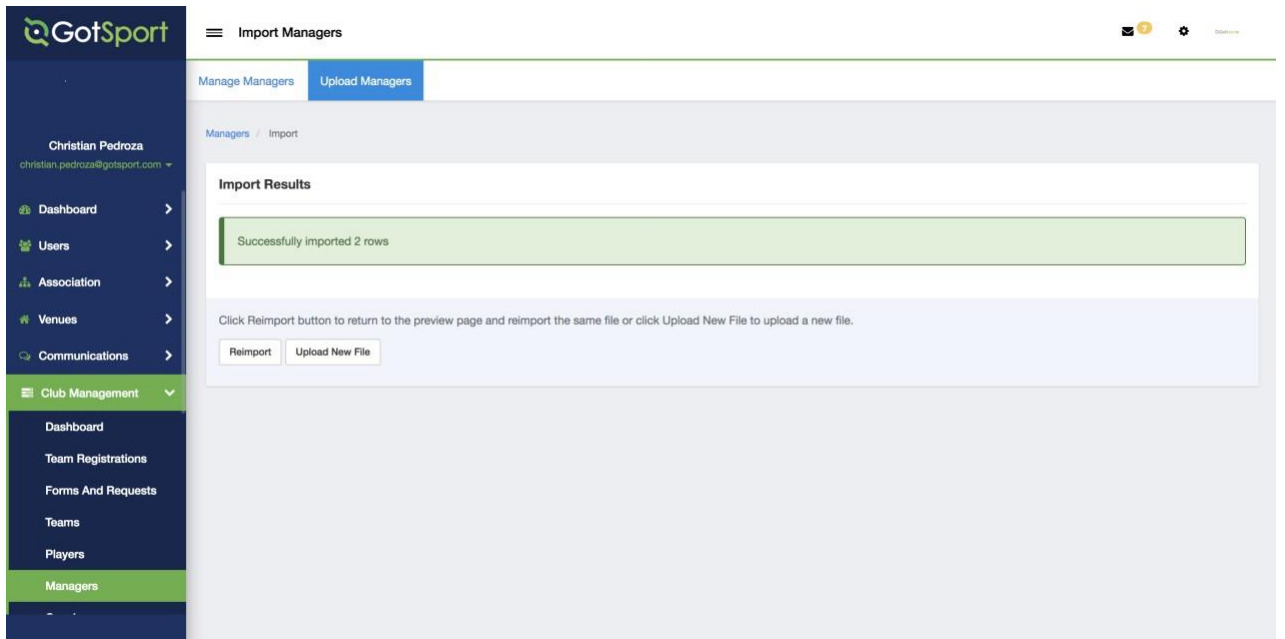 GotSport
Import Managers
7
Manage Managers
Upload Managers
Christian Pedroza
christian.pedroza@gotsport.com
Managers / Import
Import Results
Successfully imported 2 rows
Click Reimport button to return to the preview page and reimport the same file or click Upload New File to upload a new file.
Reimport
Upload New File
Dashboard
Users
Association
Venues
Communications
Club Management
Dashboard
Team Registrations
Forms And Requests
Teams
Players
Managers